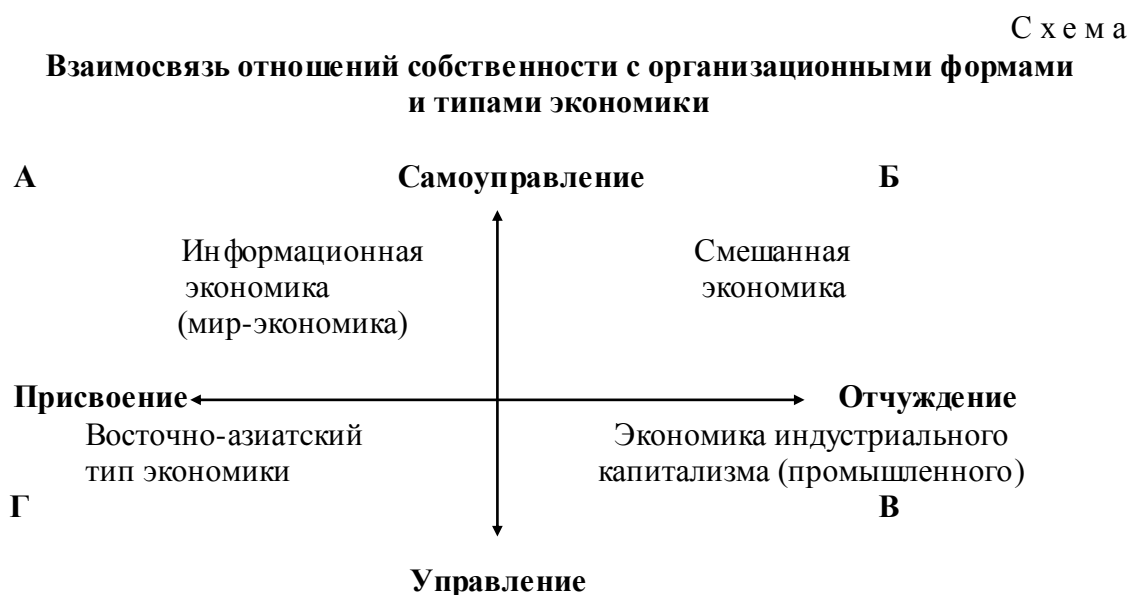 С х е м а
Взаимосвязь отношений собственности с организационными формами
и типами экономики
А Самоуправление Б
Информационная Смешанная
экономика экономика
(мир-экономика)
Присвоение Отчуждение
Восточно-азиатский Экономика индустриального
тип экономики капитализма (промышленного)
Г В
Управление